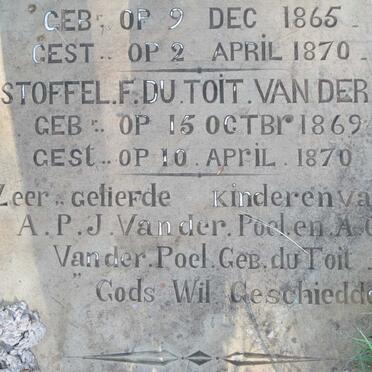 GEB:. OP 9 DEC 1865.
GEST. OP 2 APRIL 1870.
STOFFEL.F.DU.TOIT.VAN DER
GEB.. OP 15 OCTBr 1869
GEST.. OP 10 APRIL 1870
Zeer.. geliefde Kinderen Va
A.P.J. Van der. Poel. en A.
Van der. Poel. Geb. du Toit
"Gods Wil Geschiedde